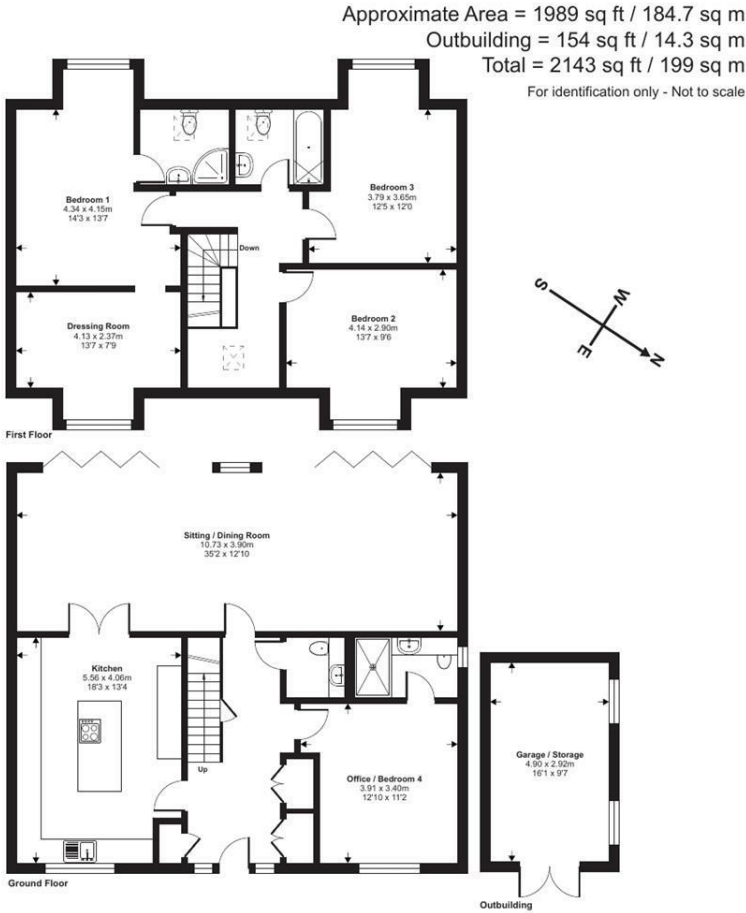 Approximate Area = 1989 sq ft / 184.7 sq m
Outbuilding = 154 sq ft / 14.3 sq m
Total = 2143 sq ft / 199 sq m
For identification only - Not to scale
Bedroom 1
4.34 x 4.15m
14'3 x 13'7
Bedroom 3
3.79 x 3.65m
12'5 x 12'0
Down
Dressing Room
4.13 x 2.37m
13'7 x 7'9
Bedroom 2
4.14 x 2.90m
13'7 x 9'6
S
W
E
N
First Floor
Sitting / Dining Room
10.73 x 3.90m
35'2 x 12'10
Kitchen
5.56 x 4.06m
18'3 x 13'4
Up
Office / Bedroom 4
3.91 x 3.40m
12'10 x 11'2
Garage / Storage
4.90 x 2.92m
16'1 x 9'7
Ground Floor
Outbuilding